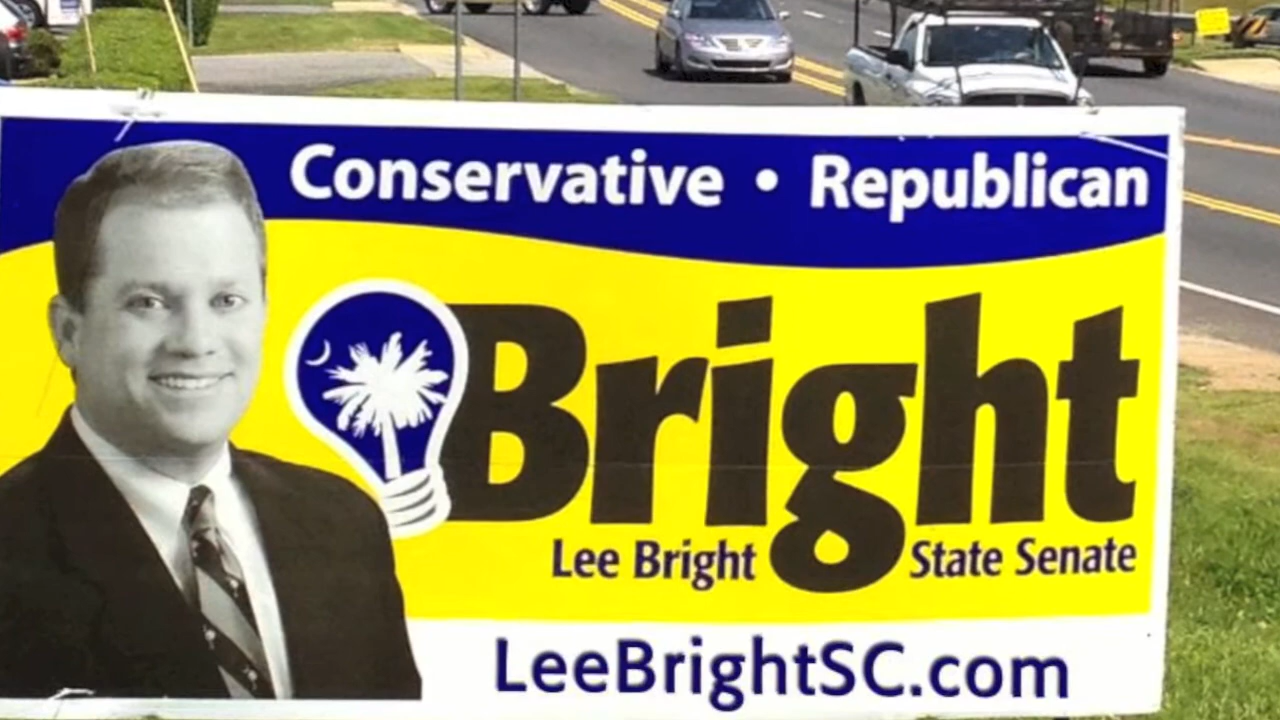 Conservative • Republican
Bright
Lee Bright State Senate
LeeBrightSC.com